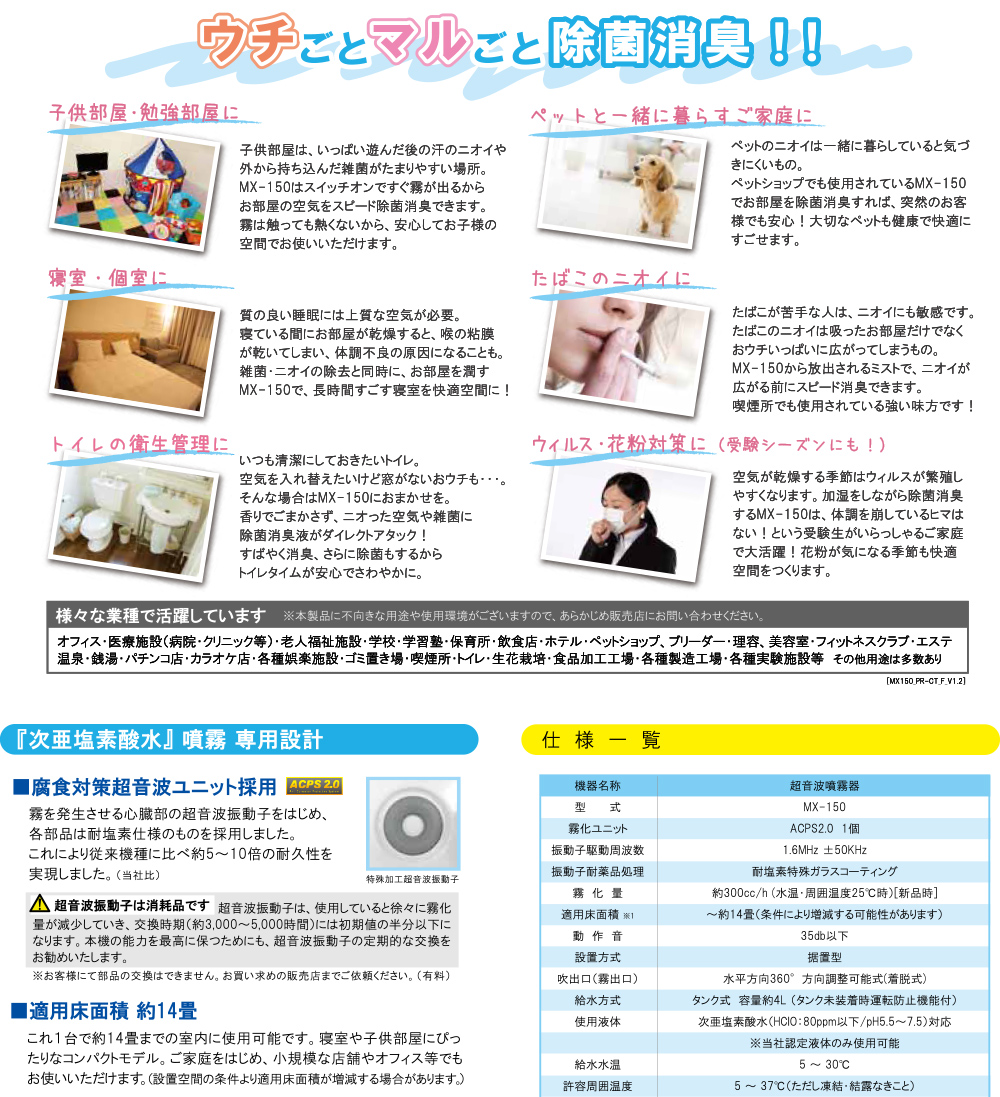 ウチごとマルごと除菌消臭！！
子供部屋・勉強部屋に
子供部屋は、いっぱい遊んだ後の汗のニオイや
外から持ち込んだ雑菌がたまりやすい場所。
MX-150はスイッチオンですぐ霧が出るから
お部屋の空気をスピード除菌消臭できます。
霧は触っても熱くないから、安心してお子様の
空間でお使いいただけます。
ペットと一緒に暮らすご家庭に
ペットのニオイは一緒に暮らしていると気づ
きにくいもの。
ペットショップでも使用されているMX-150
でお部屋を除菌消臭すれば、突然のお客
様でも安心！大切なペットも健康で快適に
すごせます。
寝室・個室に
質の良い睡眠には上質な空気が必要。
寝ている間にお部屋が乾燥すると、喉の粘膜
が乾いてしまい、体調不良の原因になることも。
雑菌・ニオイの除去と同時に、お部屋を潤す
MX-150で、長時間すごす寝室を快適空間に！
たばこのニオイに
たばこが苦手な人は、ニオイにも敏感です。
たばこのニオイは吸ったお部屋だけでなく
おウチいっぱいに広がってしまうもの。
MX-150から放出されるミストで、ニオイが
広がる前にスピード消臭できます。
喫煙所でも使用されている強い味方です！
トイレの衛生管理に
いつも清潔にしておきたいトイレ。
空気を入れ替えたいけど窓がないおウチも・・・。
そんな場合はMX-150におまかせを。
香りでごまかさず、ニオった空気や雑菌に
除菌消臭液がダイレクトアタック！
すばやく消臭、さらに除菌もするから
トイレタイムが安心でさわやかに。
ウィルス・花粉対策に（受験シーズンにも！）
空気が乾燥する季節はウィルスが繁殖し
やすくなります。加湿をしながら除菌消臭
するMX-150は、体調を崩しているヒマは
ない！という受験生がいらっしゃるご家庭
で大活躍！花粉が気になる季節も快適
空間をつくります。
様々な業種で活躍しています ※本製品に不向きな用途や使用環境がございますので、あらかじめ販売店にお問い合わせください。
オフィス・医療施設（病院・クリニック等）・老人福祉施設・学校・学習塾・保育所・飲食店・ホテル・ペットショップ、ブリーダー・理容、美容室・フィットネスクラブ・エステ
温泉・銭湯・パチンコ店・カラオケ店・各種娯楽施設・ゴミ置き場・喫煙所・トイレ・生花栽培・食品加工工場・各種製造工場・各種実験施設等 その他用途は多数あり
[MX150_PR-CT_F_V1.2]
『次亜塩素酸水』噴霧 専用設計
■腐食対策超音波ユニット採用 ACPS 2.0
霧を発生させる心臓部の超音波振動子をはじめ、
各部品は耐塩素仕様のものを採用しました。
これにより従来機種に比べ約5～10倍の耐久性を
実現しました。（当社比）
特殊加工超音波振動子
超音波振動子は消耗品です 超音波振動子は、使用していると徐々に霧化
量が減少していき、交換時期（約3,000～5,000時間）には初期値の半分以下に
なります。本機の能力を最高に保つためにも、超音波振動子の定期的な交換を
お勧めいたします。
※お客様にて部品の交換はできません。お買い求めの販売店までご依頼ください。（有料）
■適用床面積 約14畳
これ1台で約14畳までの室内に使用可能です。寝室や子供部屋にぴっ
たりなコンパクトモデル。ご家庭をはじめ、小規模な店舗やオフィス等でも
お使いいただけます。（設置空間の条件より適用床面積が増減する場合があります。）
仕様一覧
機器名称 超音波噴霧器
型式 MX-150
霧化ユニット ACPS2.0 1個
振動子駆動周波数 1.6MHz ±50KHz
振動子耐薬品処理 耐塩素特殊ガラスコーティング
霧化量 約300cc/h（水温・周囲温度25℃時）[新品時]
適用床面積 ※1 ～約14畳（条件により増減する可能性があります）
動作音 35db以下
設置方式 据置型
吹出口（霧出口） 水平方向360°方向調整可能式（着脱式）
給水方式 タンク式 容量約4L（タンク未装着時運転防止機能付）
使用液体 次亜塩素酸水（HClO：80ppm以下/pH5.5～7.5）対応
※当社認定液体のみ使用可能
給水水温 5 ～ 30℃
許容周囲温度 5 ～ 37℃（ただし凍結・結露なきこと）